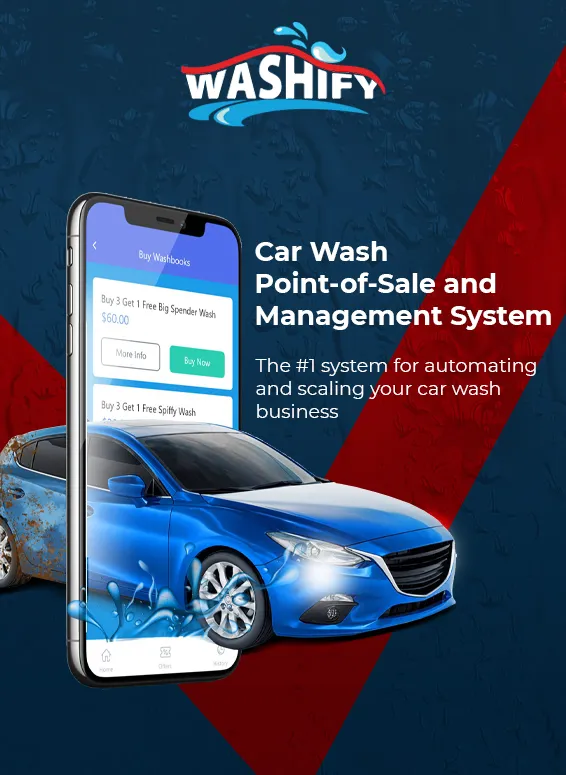 WASHIFY
Buy Washbooks
Buy 3 Get 1 Free Big Spender Wash
$60.00
More Info
Buy Now
Buy 3 Get 1 Free Spiffy Wash
Car Wash
Point-of-Sale and
Management System
The #1 system for automating
and scaling your car wash
business
Home
Offers